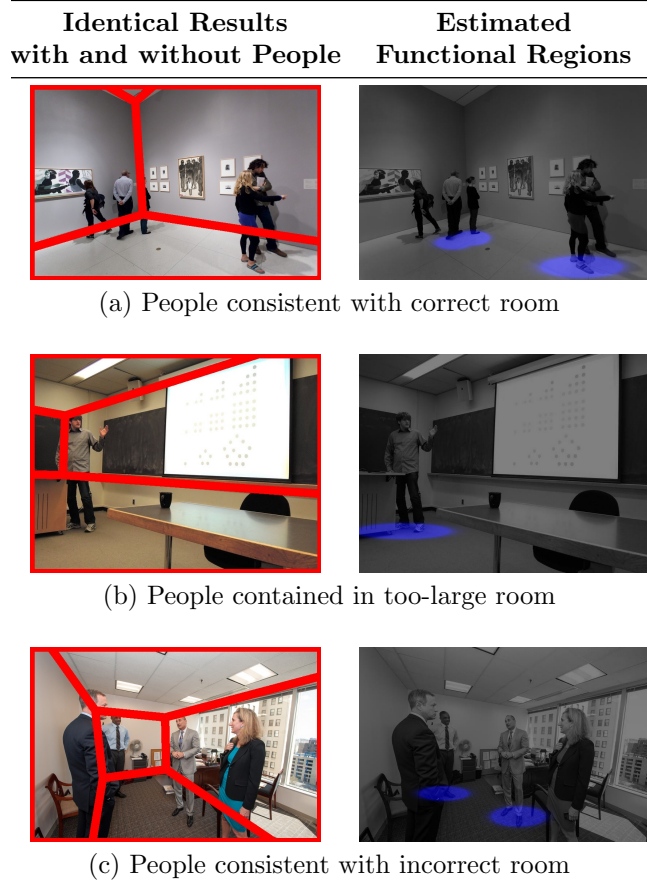 Identical Results
with and without People
Estimated
Functional Regions
(a) People consistent with correct room
(b) People contained in too-large room
(c) People consistent with incorrect room